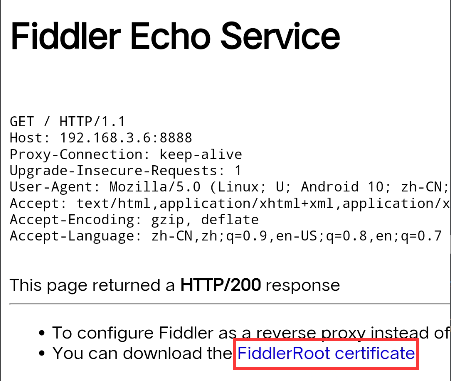 Fiddler Echo Service
GET / HTTP/1.1
Host: 192.168.3.6:8888
Proxy-Connection: keep-alive
Upgrade-Insecure-Requests: 1
User-Agent: Mozilla/5.0 (Linux; U; Android 10; zh-CN;
Accept: text/html,application/xhtml+xml,application/x
Accept-Encoding: gzip, deflate
Accept-Language: zh-CN,zh;q=0.9,en-US;q=0.8,en;q=0.7
This page returned a HTTP/200 response
• To configure Fiddler as a reverse proxy instead of
• You can download the FiddlerRoot certificate